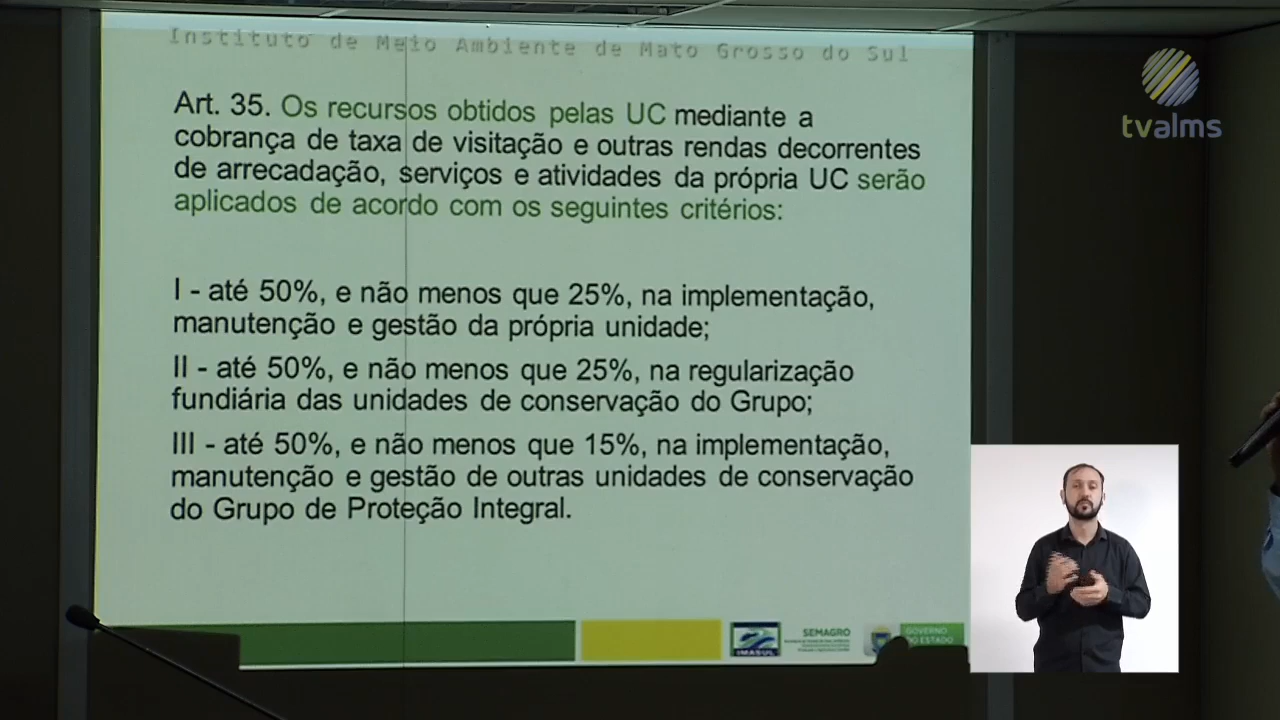 Instituto de Meio Ambiente de Mato Grosso do Sul
tvalms
Art. 35. Os recursos obtidos pelas UC mediante a
cobrança de taxa de visitação e outras rendas decorrentes
de arrecadação, serviços e atividades da própria UC serão
aplicados de acordo com os seguintes critérios:
I - até 50%, e não menos que 25%, na implementação,
manutenção e gestão da própria unidade;
II - até 50%, e não menos que 25%, na regularização
fundiária das unidades de conservação do Grupo;
III - até 50%, e não menos que 15%, na implementação,
manutenção e gestão de outras unidades de conservação
do Grupo de Proteção Integral.
IMASUL
SEMAGRO
GOVERNO
DO ESTADO